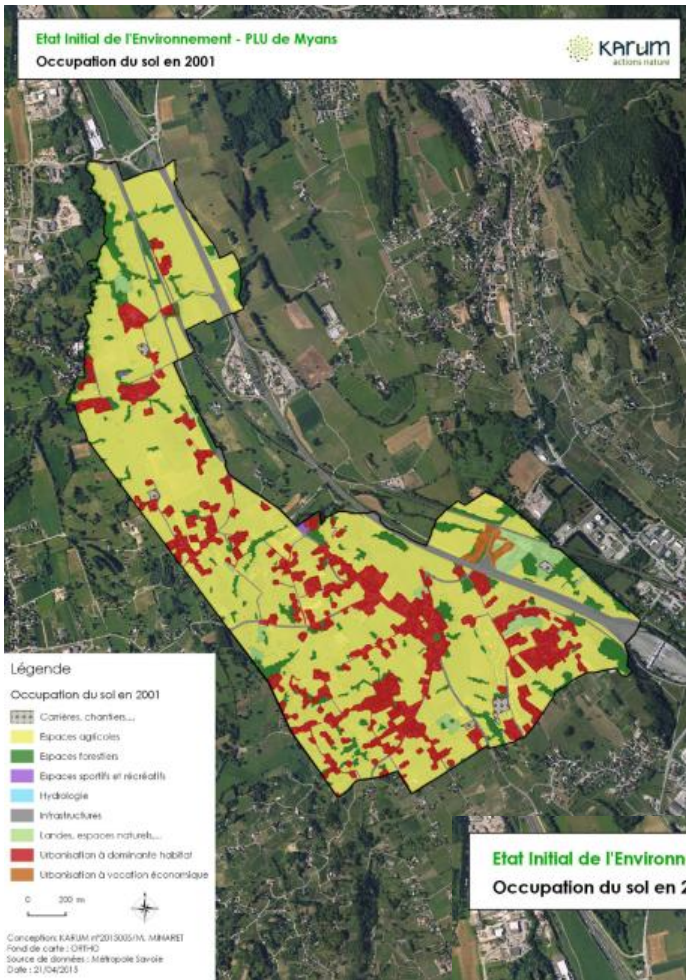 Etat Initial de l'Environnement - PLU de Myans
Occupation du sol en 2001
KARUM
actions nature
Légende
Occupation du sol en 2001
Carrières, chantiers...
Espaces agricoles
Espaces forestiers
Espaces sportifs et récréatifs
Hydrologie
Infrastructures
Landes, espaces naturels...
Urbanisation à dominante habitat
Urbanisation à vocation économique
0 200 m
Conception: KARUM n°2013005/M. MINARET
Fond de carte : ORTHO
Source de données : Métropole Savoie
Date : 21/04/2015
Etat Initial de l'Environn
Occupation du sol en 2